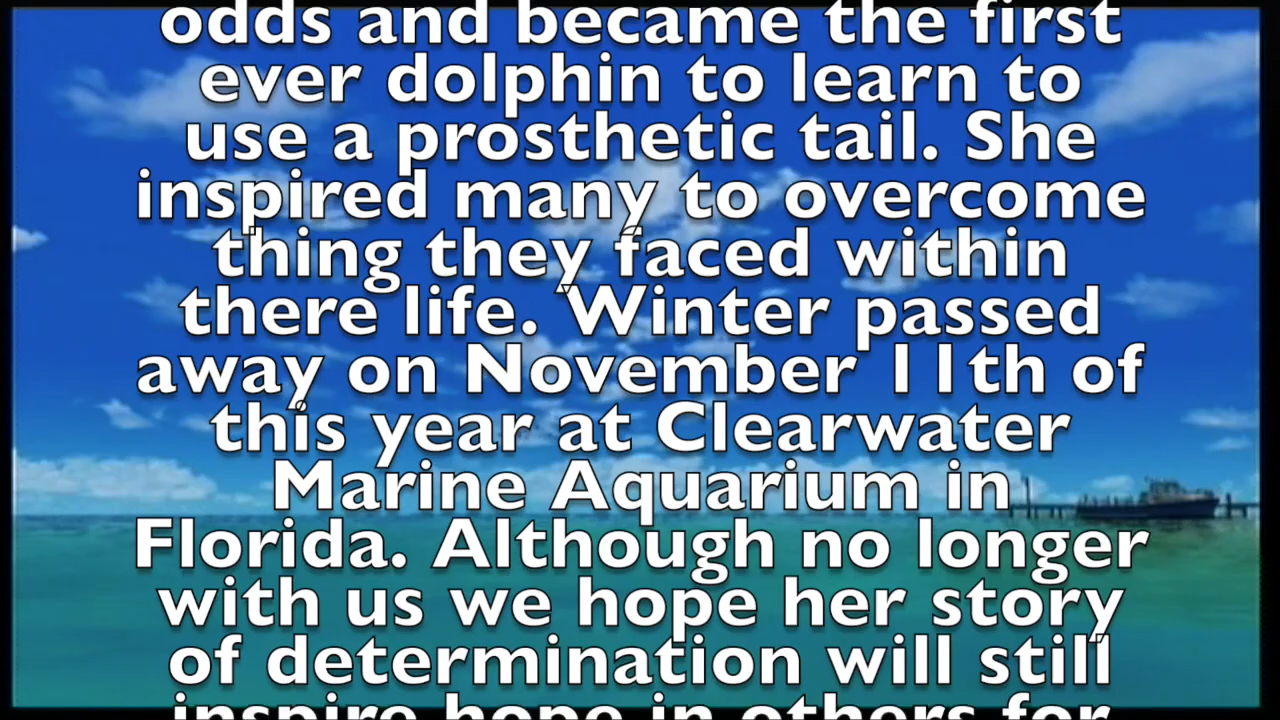 odds and became the first
ever dolphin to learn to
use a prosthetic tail. She
inspired many to overcome
thing they faced within
there life. Winter passed
away on November 11th of
this year at Clearwater
Marine Aquarium in
Florida. Although no longer
with us we hope her story
of determination will still
inspire hope in others for